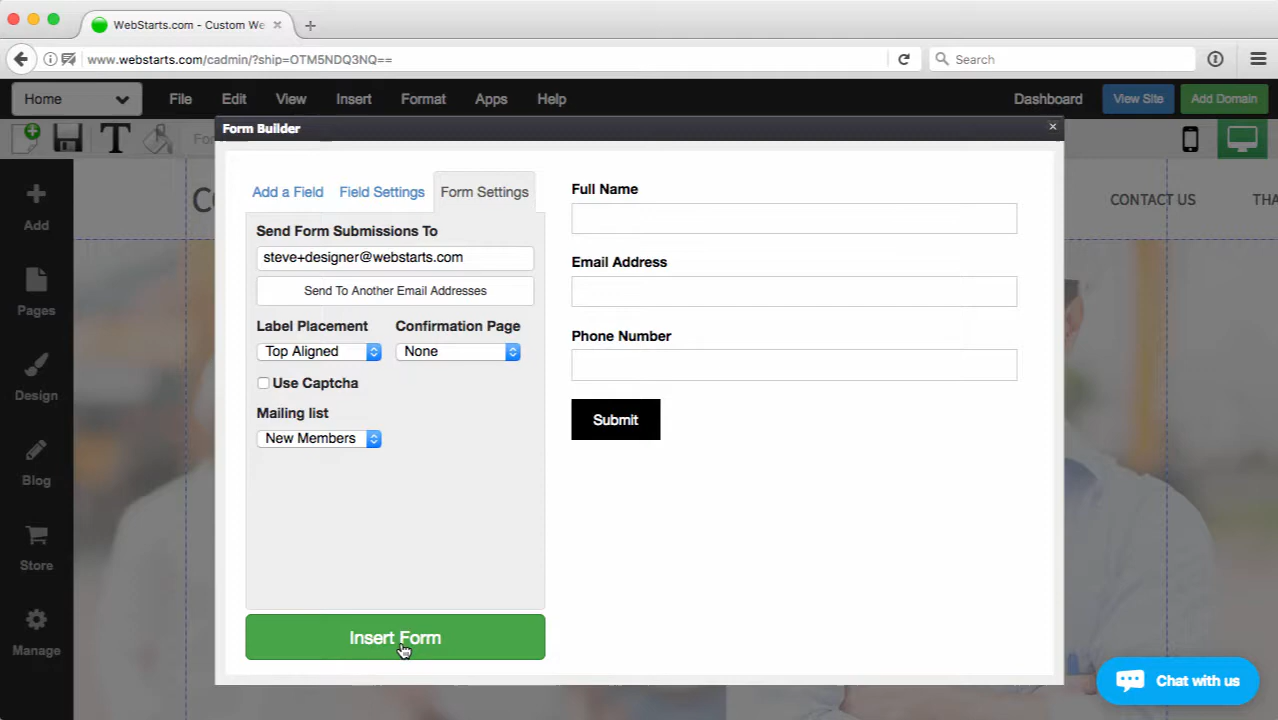 WebStarts.com - Custom We
www.webstarts.com/cadmin/?ship=OTM5NDQ3NQ==
Search
Home
File
Edit
View
Insert
Format
Apps
Help
Dashboard
View Site
Add Domain
Form Builder
Add a Field
Field Settings
Form Settings
Send Form Submissions To
steve+designer@webstarts.com
Send To Another Email Addresses
Label Placement
Confirmation Page
Top Aligned
None
Use Captcha
Mailing list
New Members
Insert Form
Full Name
Email Address
Phone Number
Submit
Add
Pages
Design
Blog
Store
Manage
CONTACT US
THA
Chat with us